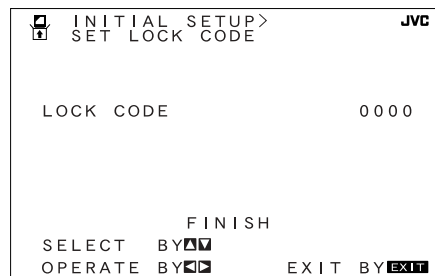 INITIAL SETUP> JVC
SET LOCK CODE
LOCK CODE 0000
FINISH
SELECT BY▲▼
OPERATE BY◀▶ EXIT BY EXIT